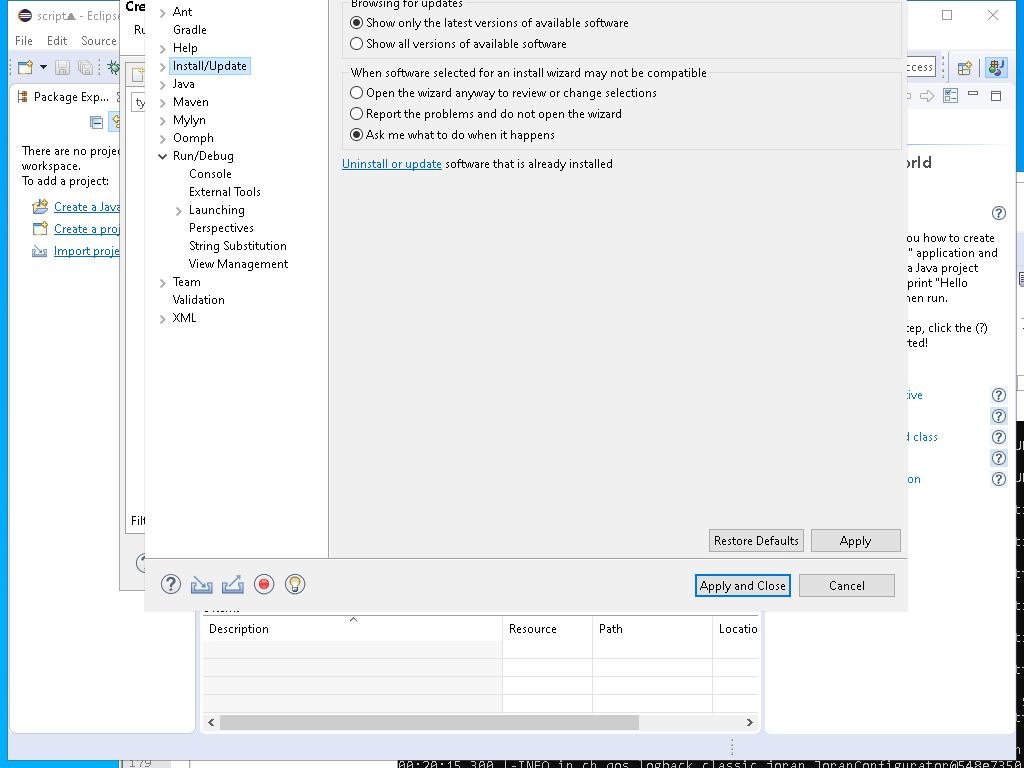 script - Eclipse
Cre
File Edit Source
Ru
Package Exp...
ty
There are no projec
workspace.
To add a project:
Create a Java
Create a proj
Import proje
Filt
Ant
Gradle
Help
Install/Update
Java
Maven
Mylyn
Oomph
Run/Debug
Console
External Tools
Launching
Perspectives
String Substitution
View Management
Team
Validation
XML
Browsing for updates
Show only the latest versions of available software
Show all versions of available software
When software selected for an install wizard may not be compatible
Open the wizard anyway to review or change selections
Report the problems and do not open the wizard
Ask me what to do when it happens
Uninstall or update software that is already installed
Restore Defaults
Apply
Apply and Close
Cancel
ccess
orld
ou how to create
" application and
a Java project
print "Hello
hen run.
tep, click the (?)
ted!
tive
d class
on
Description
Resource
Path
Locatio
179
00:20:15,300 |-INFO in ch.qos.logback.classic.joran.JoranConfigurator@548e7350